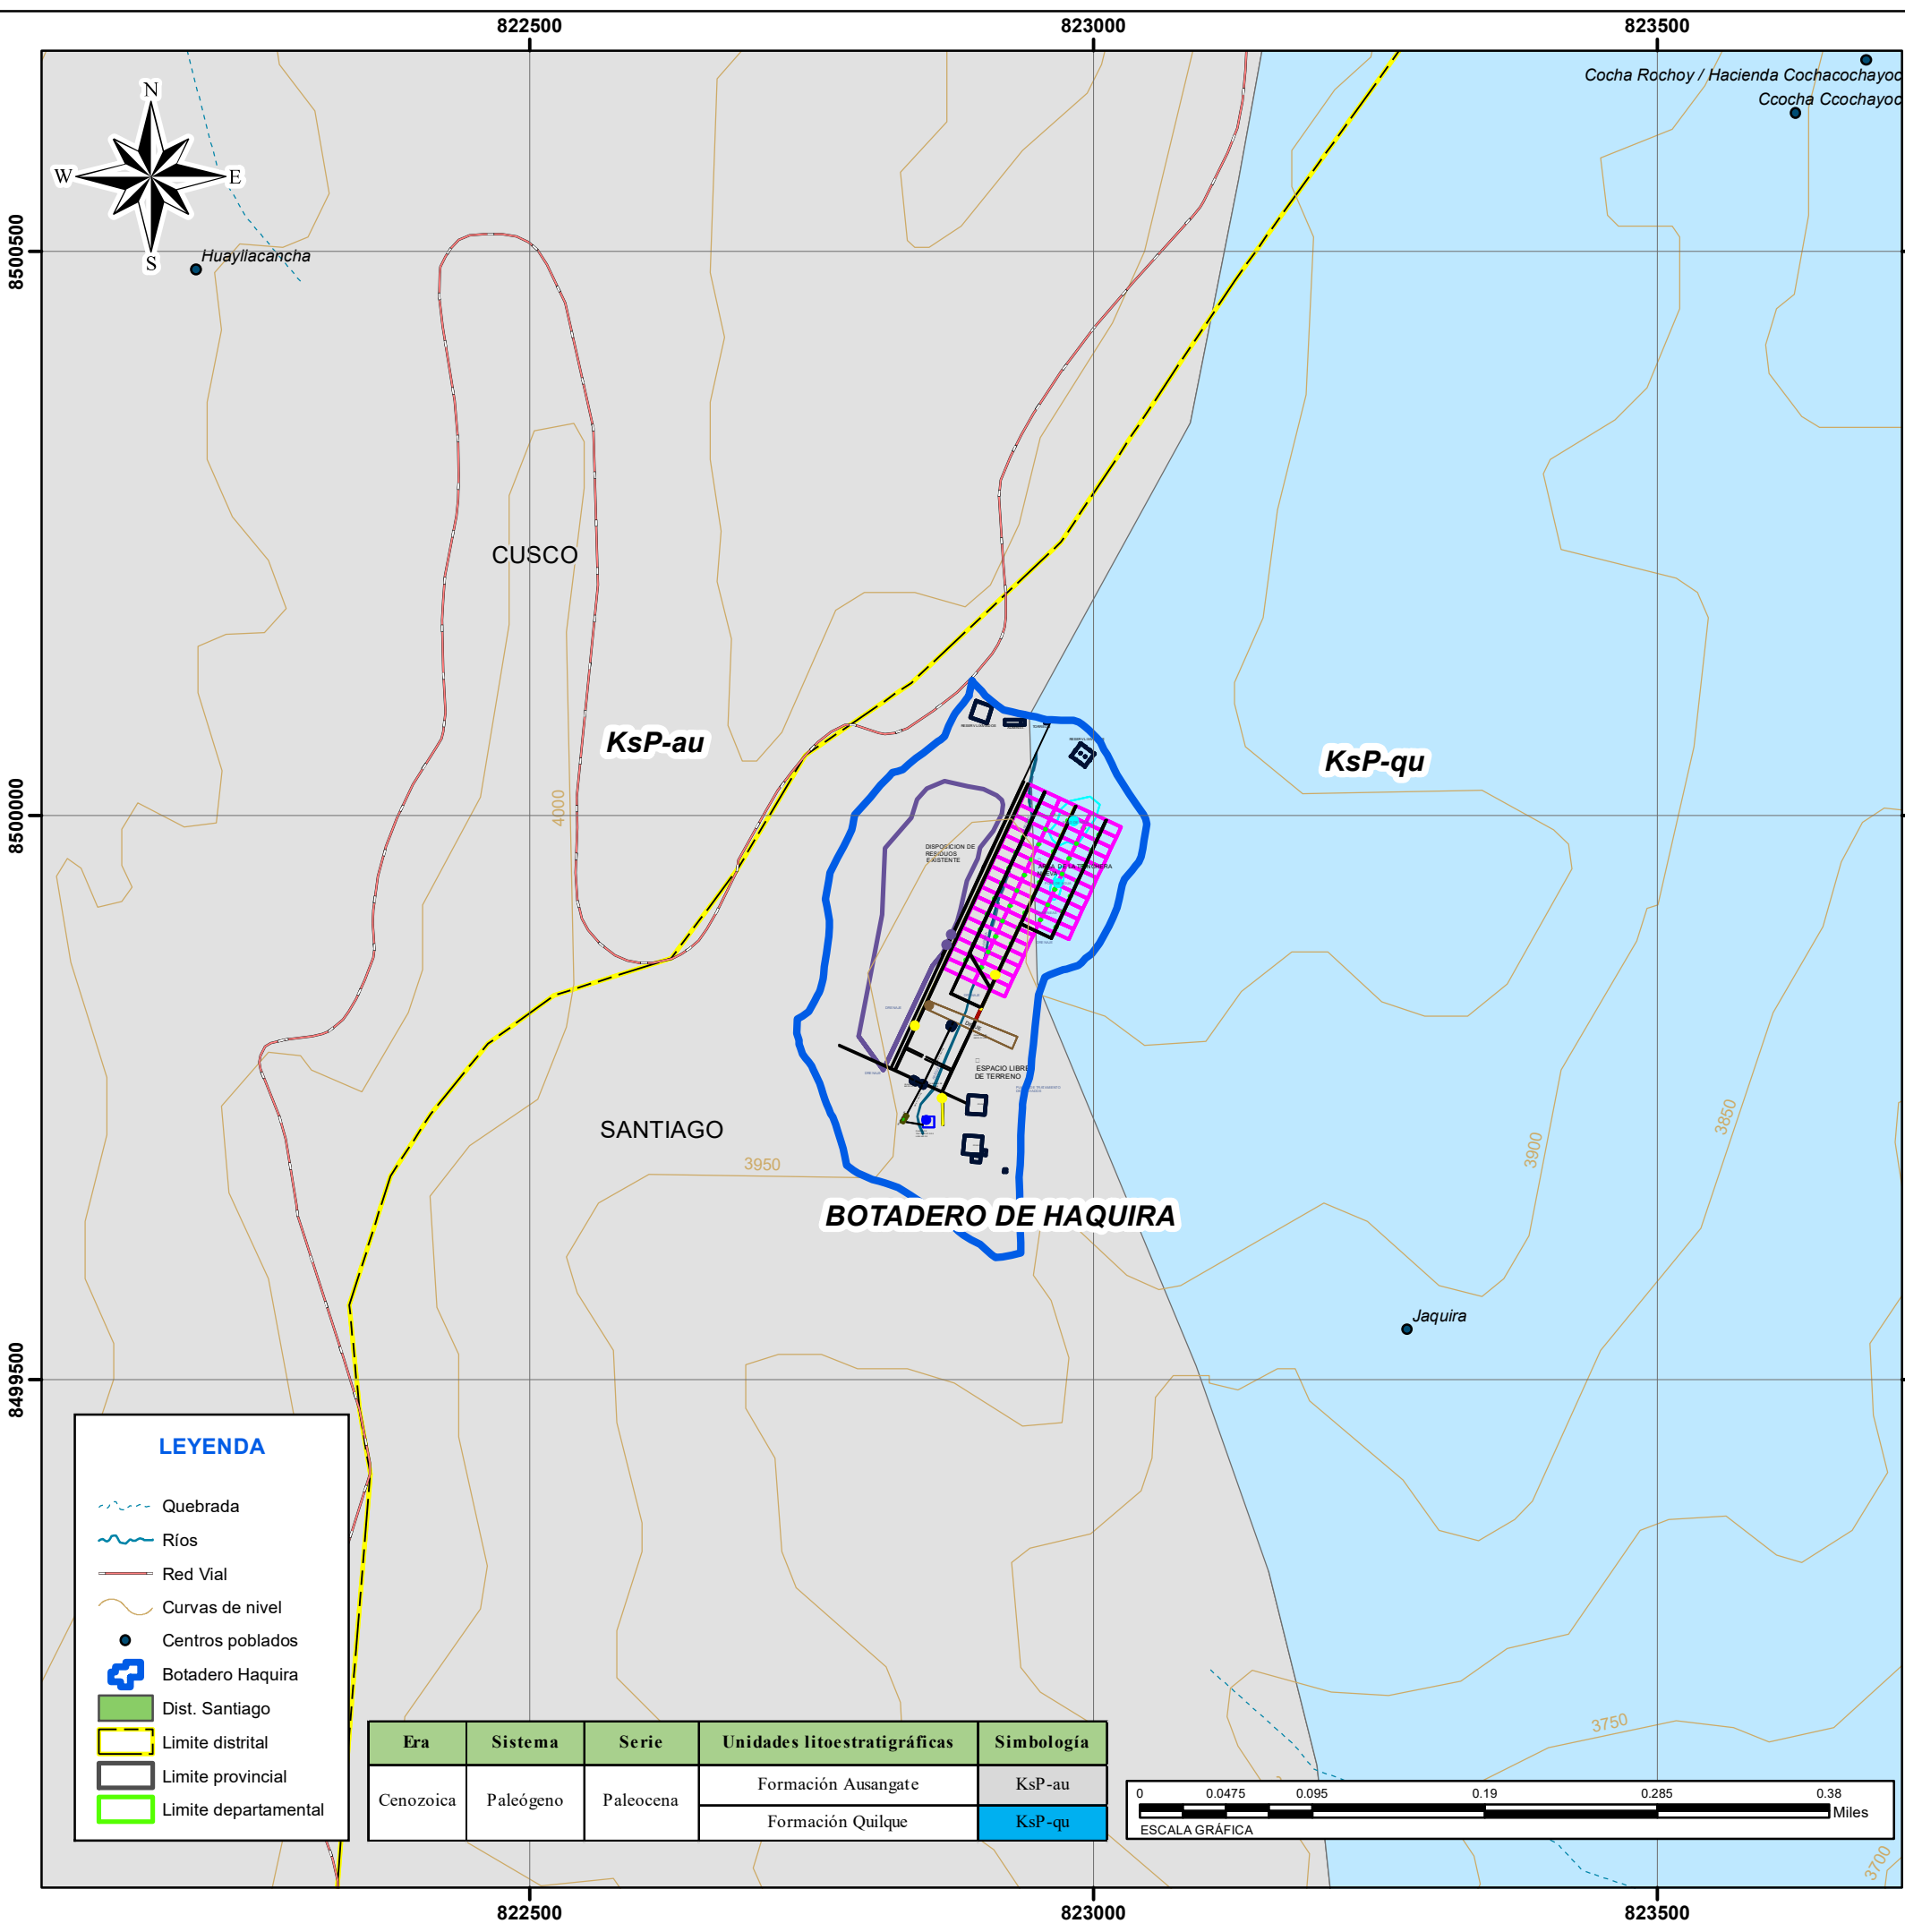 822500 823000 823500
Cocha Rochoy / Hacienda Cochacochayoc
Ccocha Ccochayoc
N
W E
S
Huayllacancha
8500500
CUSCO
KsP-au
KsP-qu
4000
8500000
DISPOSICION DE
RESIDUOS
EXISTENTE
ESPACIO LIBRE
DE TERRENO
SANTIAGO
3950
3900
3850
BOTADERO DE HAQUIRA
Jaquira
8499500
LEYENDA
Quebrada
Ríos
Red Vial
Curvas de nivel
Centros poblados
Botadero Haquira
Dist. Santiago
Limite distrital
Limite provincial
Limite departamental
3750
3700
Era Sistema Serie Unidades litoestratigráficas Simbología
Cenozoica Paleógeno Paleocena Formación Ausangate KsP-au
Formación Quilque KsP-qu
0 0.0475 0.095 0.19 0.285 0.38
Miles
ESCALA GRÁFICA
822500 823000 823500